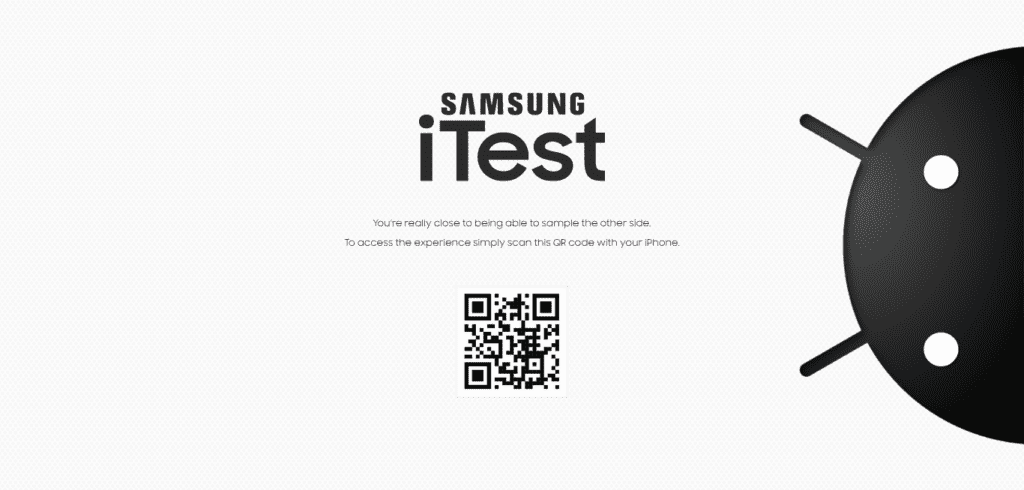 SAMSUNG
iTest
You're really close to being able to sample the other side.
To access the experience simply scan this QR code with your iPhone.